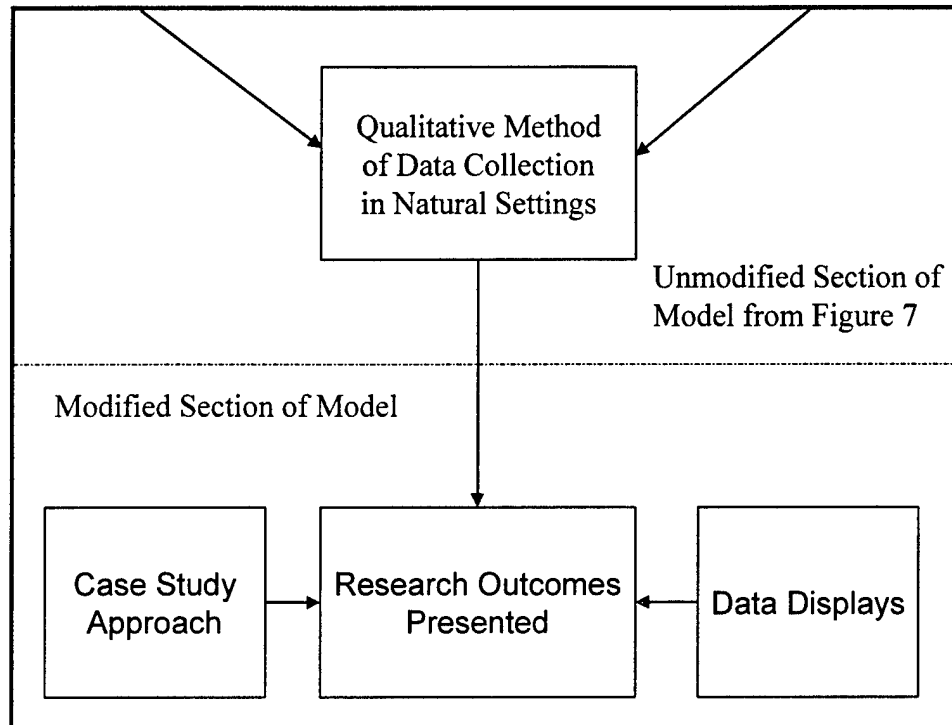 Qualitative Method
of Data Collection
in Natural Settings
Unmodified Section of
Model from Figure 7
Modified Section of Model
Case Study
Approach
Research Outcomes
Presented
Data Displays